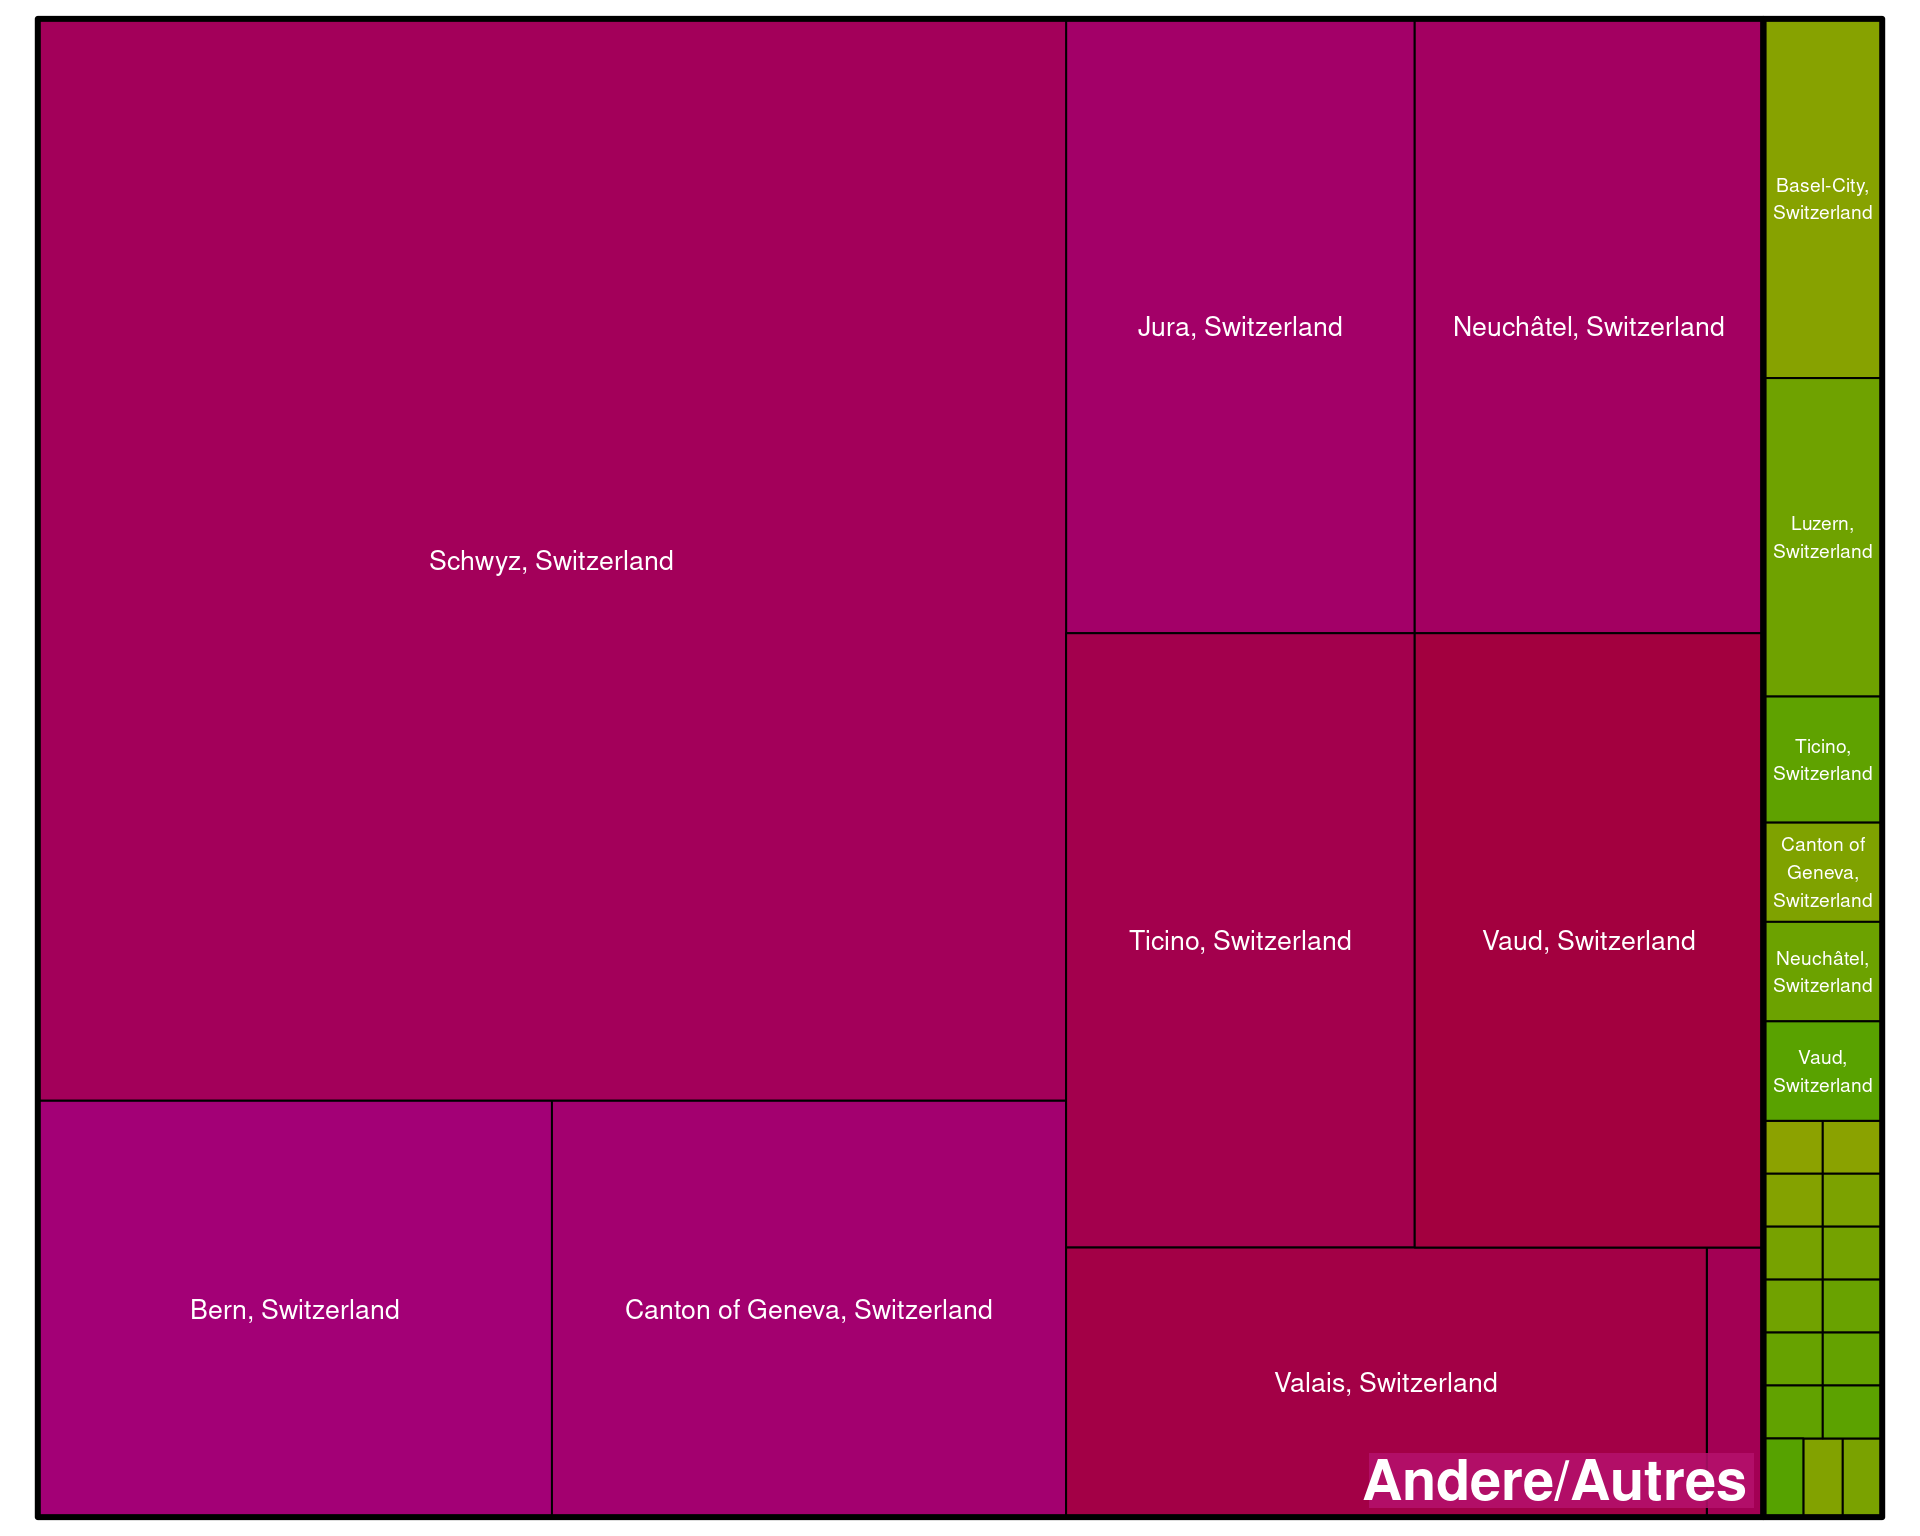 Schwyz, Switzerland
Bern, Switzerland
Canton of Geneva, Switzerland
Jura, Switzerland
Neuchâtel, Switzerland
Ticino, Switzerland
Vaud, Switzerland
Valais, Switzerland
Andere/Autres
Basel-City,
Switzerland
Luzern,
Switzerland
Ticino,
Switzerland
Canton of
Geneva,
Switzerland
Neuchâtel,
Switzerland
Vaud,
Switzerland